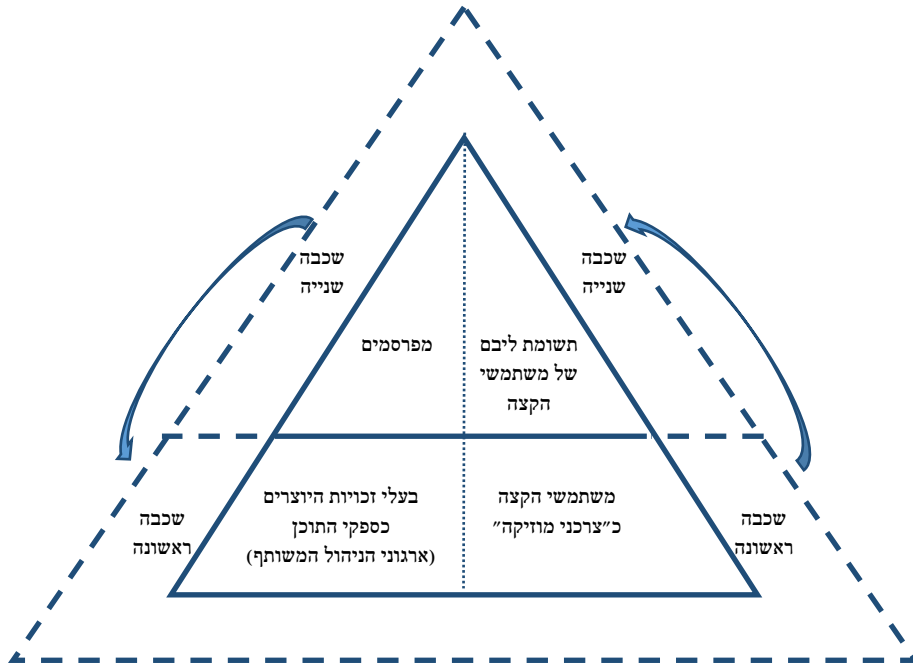 שכבה
שנייה
תשומת ליבם
של משתמשי
הקצה
מפרסמים
שכבה
שנייה
שכבה
ראשונה
משתמשי הקצה
כ״צרכני מוזיקה״
בעלי זכויות היוצרים
כספקי התוכן
(ארגוני הניהול המשותף)
שכבה
ראשונה